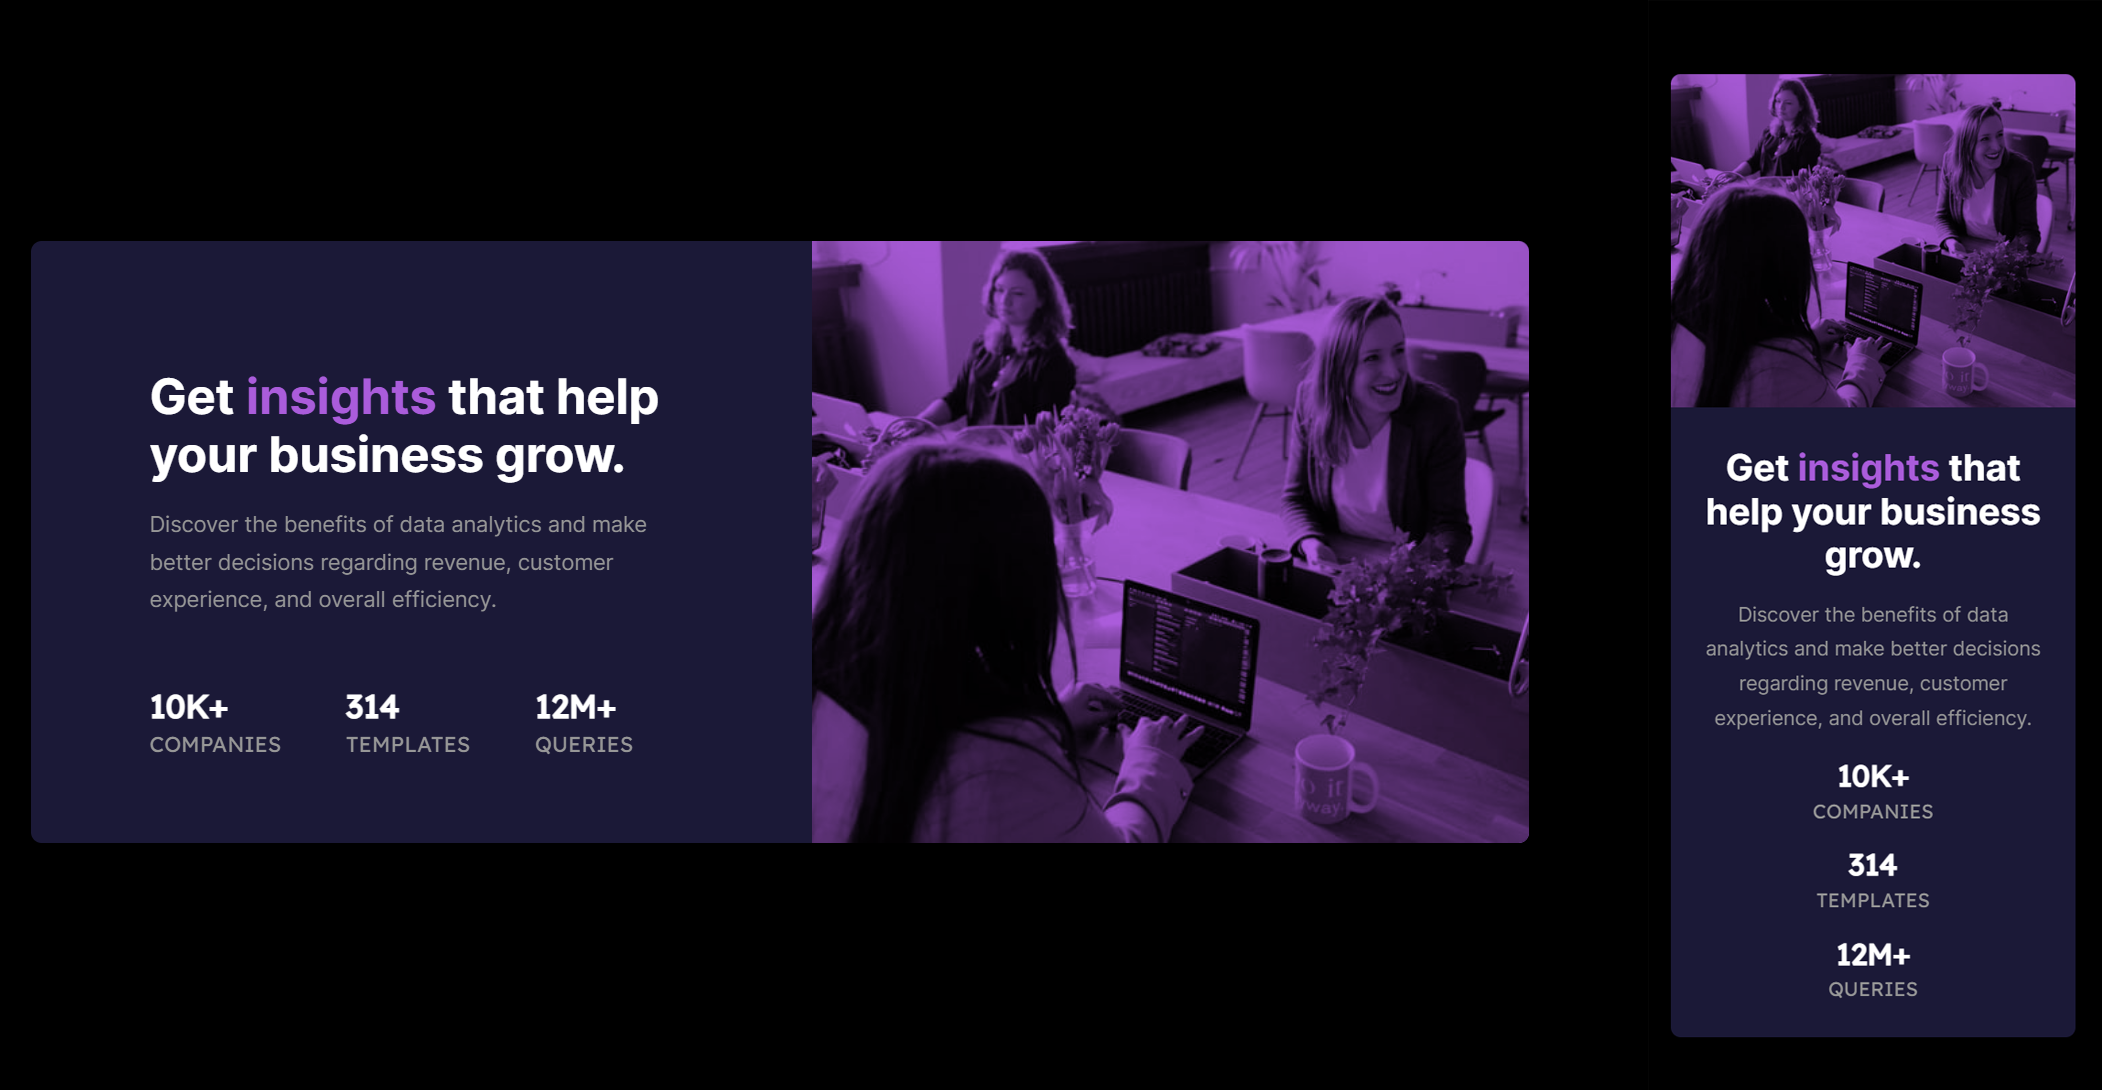 Get insights that help
your business grow.
Discover the benefits of data analytics and make
better decisions regarding revenue, customer
experience, and overall efficiency.
10K+ 314 12M+
COMPANIES TEMPLATES QUERIES
Get insights that
help your business
grow.
Discover the benefits of data
analytics and make better decisions
regarding revenue, customer
experience, and overall efficiency.
10K+
COMPANIES
314
TEMPLATES
12M+
QUERIES